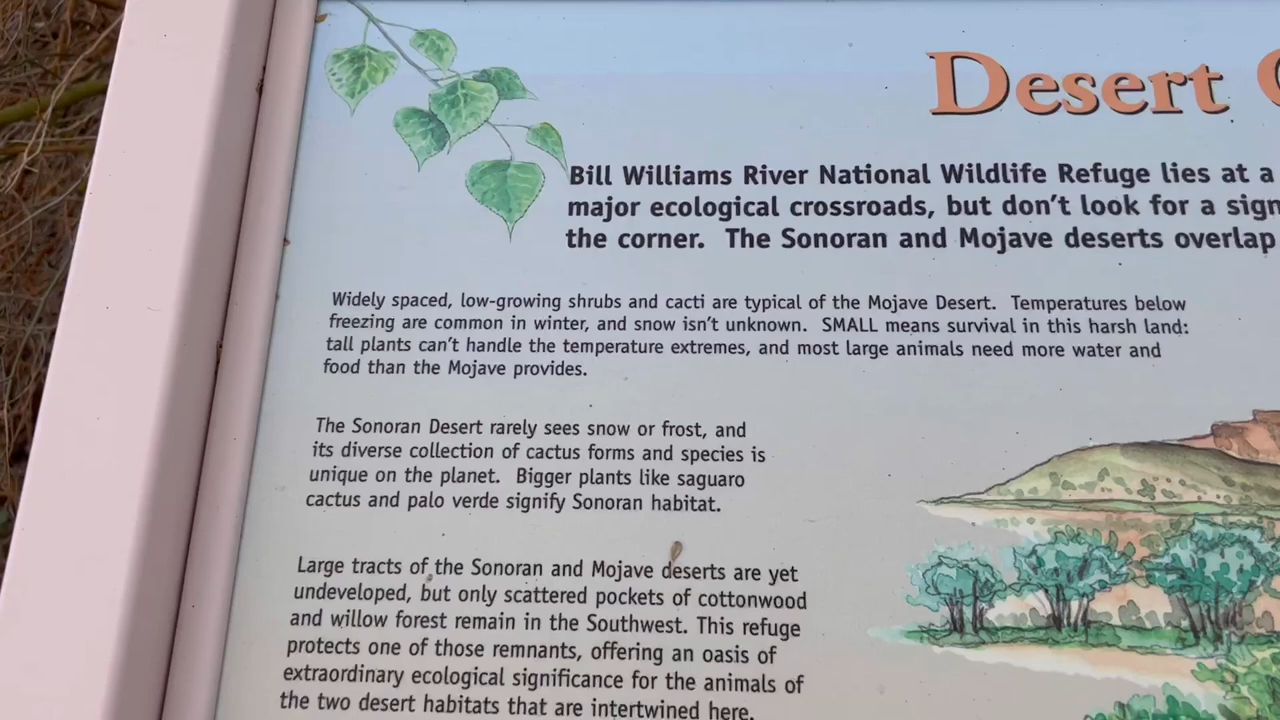 Desert
Bill Williams River National Wildlife Refuge lies at a
major ecological crossroads, but don't look for a sign
the corner. The Sonoran and Mojave deserts overlap
Widely spaced, low-growing shrubs and cacti are typical of the Mojave Desert. Temperatures below
freezing are common in winter, and snow isn't unknown. SMALL means survival in this harsh land:
tall plants can't handle the temperature extremes, and most large animals need more water and
food than the Mojave provides.
The Sonoran Desert rarely sees snow or frost, and
its diverse collection of cactus forms and species is
unique on the planet. Bigger plants like saguaro
cactus and palo verde signify Sonoran habitat.
Large tracts of the Sonoran and Mojave deserts are yet
undeveloped, but only scattered pockets of cottonwood
and willow forest remain in the Southwest. This refuge
protects one of those remnants, offering an oasis of
extraordinary ecological significance for the animals of
the two desert habitats that are intertwined here.